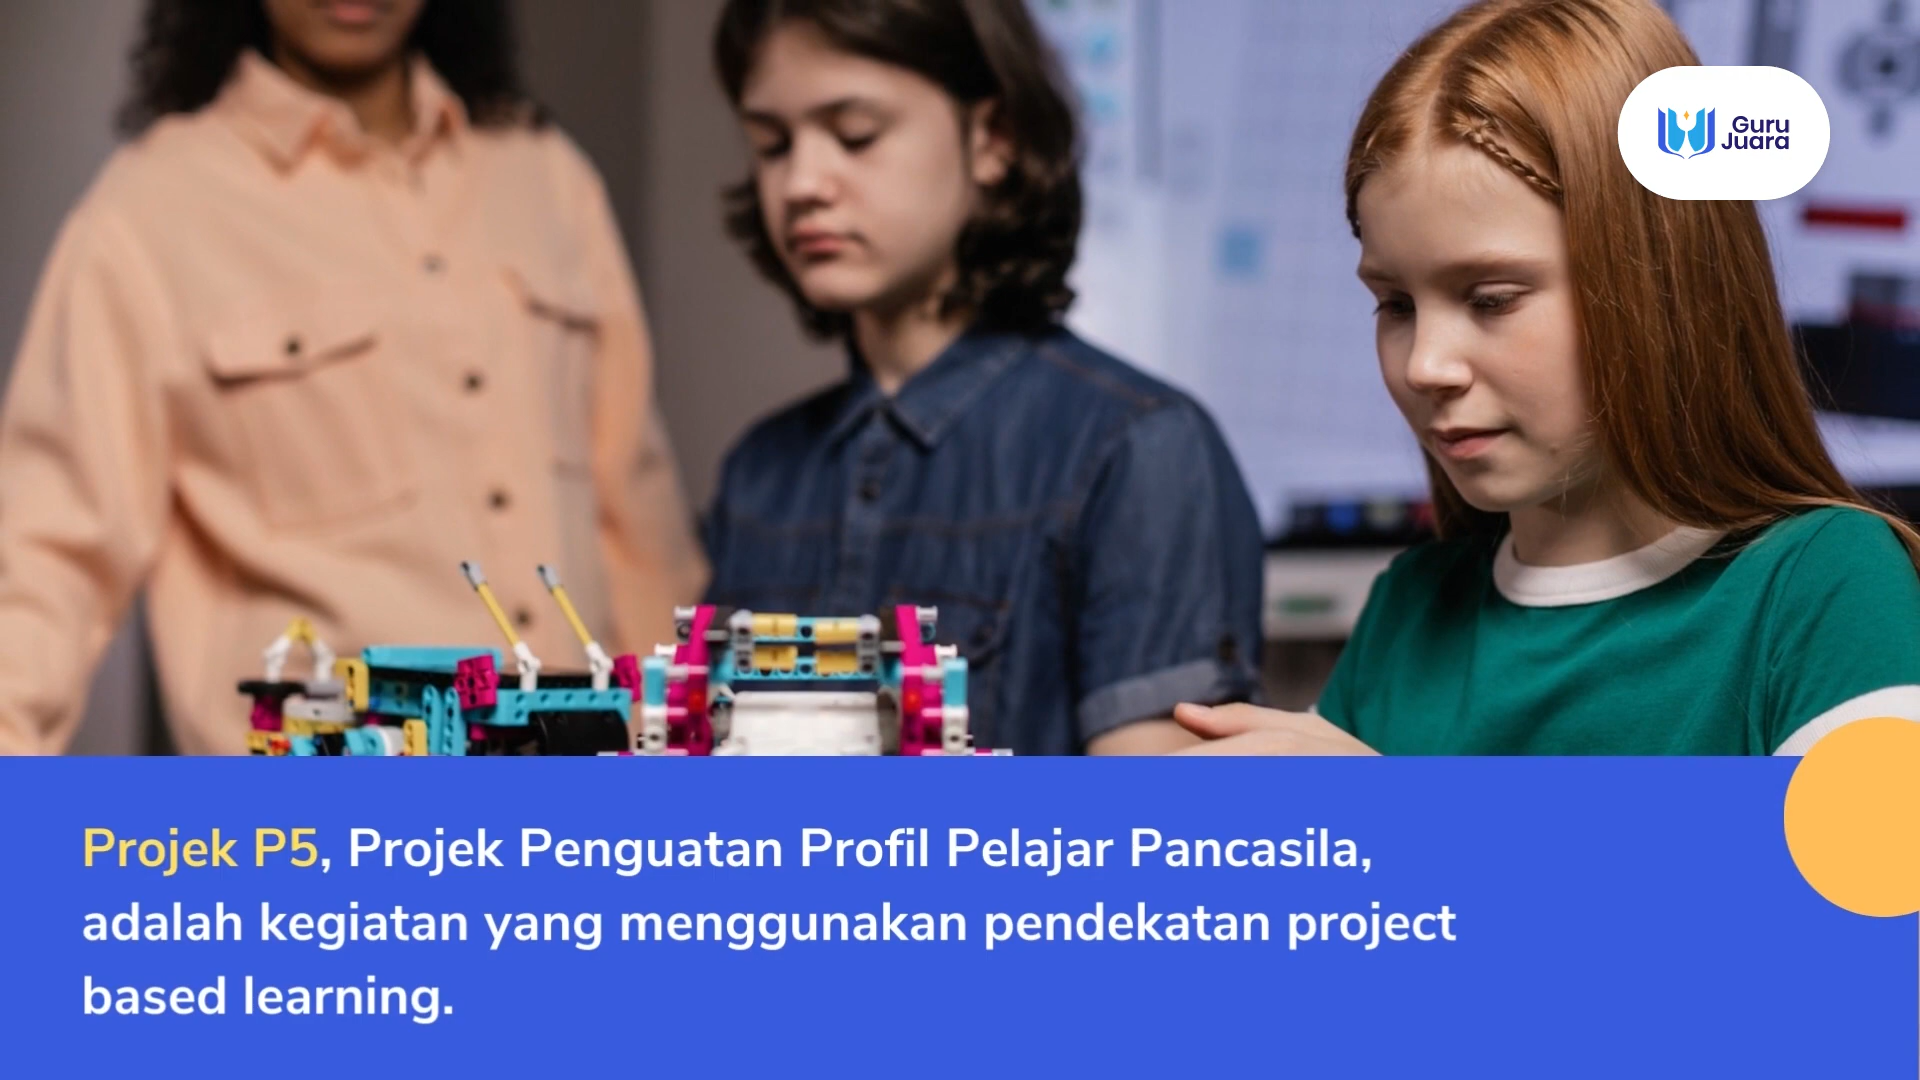 Guru
Juara
Projek P5, Projek Penguatan Profil Pelajar Pancasila,
adalah kegiatan yang menggunakan pendekatan project
based learning.